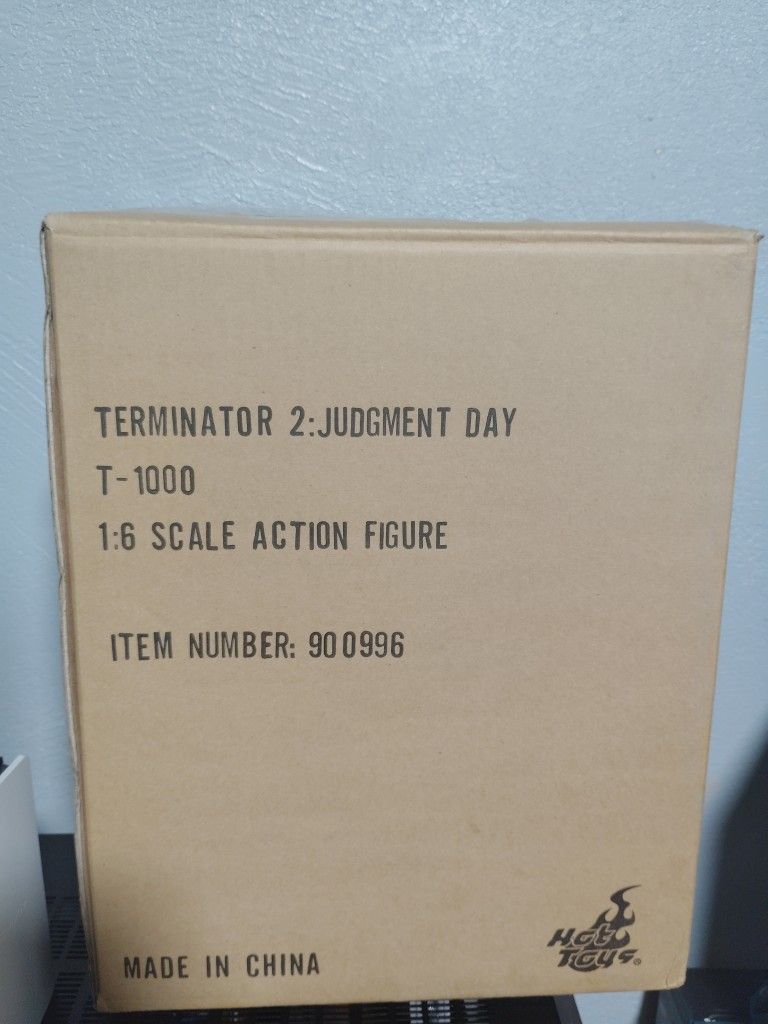 TERMINATOR 2:JUDGMENT DAY
T-1000
1:6 SCALE ACTION FIGURE
ITEM NUMBER: 900996
MADE IN CHINA
Hot
Toys®